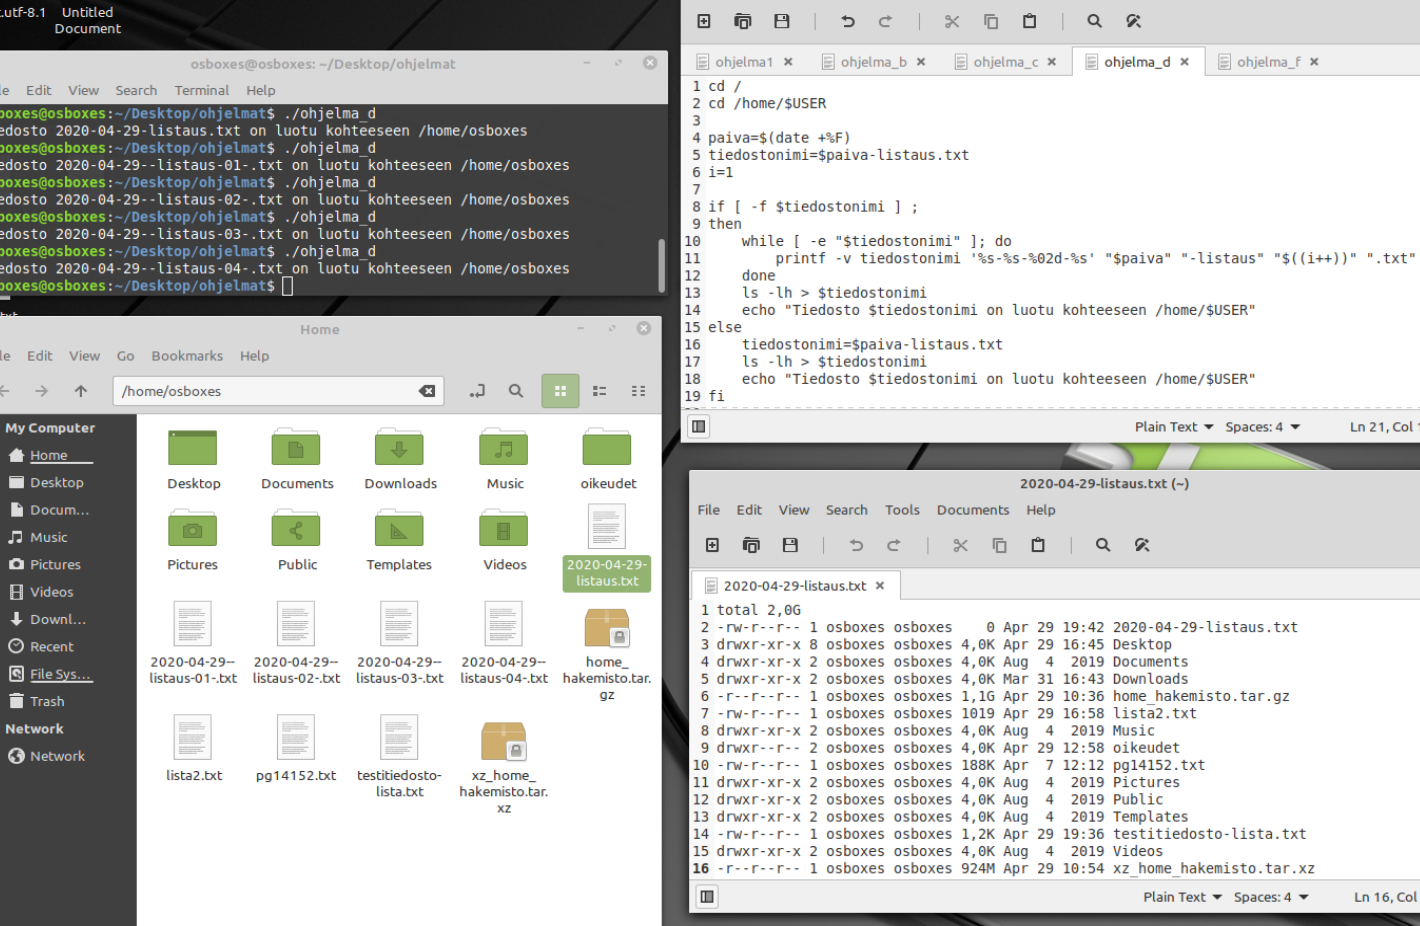 .utf-8.1 Untitled Document
osboxes@osboxes: ~/Desktop/ohjelmat
Edit View Search Terminal Help
boxes@osboxes:~/Desktop/ohjelmat$ ./ohjelma_d
edosto 2020-04-29-listaus.txt on luotu kohteeseen /home/osboxes
boxes@osboxes:~/Desktop/ohjelmat$ ./ohjelma_d
edosto 2020-04-29--listaus-01-.txt on luotu kohteeseen /home/osboxes
boxes@osboxes:~/Desktop/ohjelmat$ ./ohjelma_d
edosto 2020-04-29--listaus-02-.txt on luotu kohteeseen /home/osboxes
boxes@osboxes:~/Desktop/ohjelmat$ ./ohjelma_d
edosto 2020-04-29--listaus-03-.txt on luotu kohteeseen /home/osboxes
boxes@osboxes:~/Desktop/ohjelmat$ ./ohjelma_d
edosto 2020-04-29--listaus-04-.txt on luotu kohteeseen /home/osboxes
boxes@osboxes:~/Desktop/ohjelmat$
Home
Edit View Go Bookmarks Help
/home/osboxes
My Computer
Home
Desktop
Docum...
Music
Pictures
Videos
Downl...
Recent
File Sys...
Trash
Network
Network
Desktop
Documents
Downloads
Music
oikeudet
Pictures
Public
Templates
Videos
2020-04-29-
listaus.txt
2020-04-29--
listaus-01-.txt
2020-04-29--
listaus-02-.txt
2020-04-29--
listaus-03-.txt
2020-04-29--
listaus-04-.txt
home_
hakemisto.tar.
gz
lista2.txt
pg14152.txt
testitiedosto-
lista.txt
xz_home_
hakemisto.tar.
xz
ohjelma1 ohjelma_b ohjelma_c ohjelma_d ohjelma_f
1 cd /
2 cd /home/$USER
3
4 paiva=$(date +%F)
5 tiedostonimi=$paiva-listaus.txt
6 i=1
7
8 if [ -f $tiedostonimi ] ;
9 then
10 while [ -e "$tiedostonimi" ]; do
11 printf -v tiedostonimi '%s-%s-%02d-%s' "$paiva" "-listaus" "$((i++))" ".txt"
12 done
13 ls -lh > $tiedostonimi
14 echo "Tiedosto $tiedostonimi on luotu kohteeseen /home/$USER"
15 else
16 tiedostonimi=$paiva-listaus.txt
17 ls -lh > $tiedostonimi
18 echo "Tiedosto $tiedostonimi on luotu kohteeseen /home/$USER"
19 fi
Plain Text Spaces: 4 Ln 21, Col
2020-04-29-listaus.txt (~)
File Edit View Search Tools Documents Help
2020-04-29-listaus.txt
1 total 2,0G
2 -rw-r--r-- 1 osboxes osboxes 0 Apr 29 19:42 2020-04-29-listaus.txt
3 drwxr-xr-x 8 osboxes osboxes 4,0K Apr 29 16:45 Desktop
4 drwxr-xr-x 2 osboxes osboxes 4,0K Aug 4 2019 Documents
5 drwxr-xr-x 2 osboxes osboxes 4,0K Mar 31 16:43 Downloads
6 -r--r--r-- 1 osboxes osboxes 1,1G Apr 29 10:36 home_hakemisto.tar.gz
7 -rw-r--r-- 1 osboxes osboxes 1019 Apr 29 16:58 lista2.txt
8 drwxr-xr-x 2 osboxes osboxes 4,0K Aug 4 2019 Music
9 drwxr--r-- 2 osboxes osboxes 4,0K Apr 29 12:58 oikeudet
10 -rw-r--r-- 1 osboxes osboxes 188K Apr 7 12:12 pg14152.txt
11 drwxr-xr-x 2 osboxes osboxes 4,0K Aug 4 2019 Pictures
12 drwxr-xr-x 2 osboxes osboxes 4,0K Aug 4 2019 Public
13 drwxr-xr-x 2 osboxes osboxes 4,0K Aug 4 2019 Templates
14 -rw-r--r-- 1 osboxes osboxes 1,2K Apr 29 19:36 testitiedosto-lista.txt
15 drwxr-xr-x 2 osboxes osboxes 4,0K Aug 4 2019 Videos
16 -r--r--r-- 1 osboxes osboxes 924M Apr 29 10:54 xz_home_hakemisto.tar.xz
Plain Text Spaces: 4 Ln 16, Col